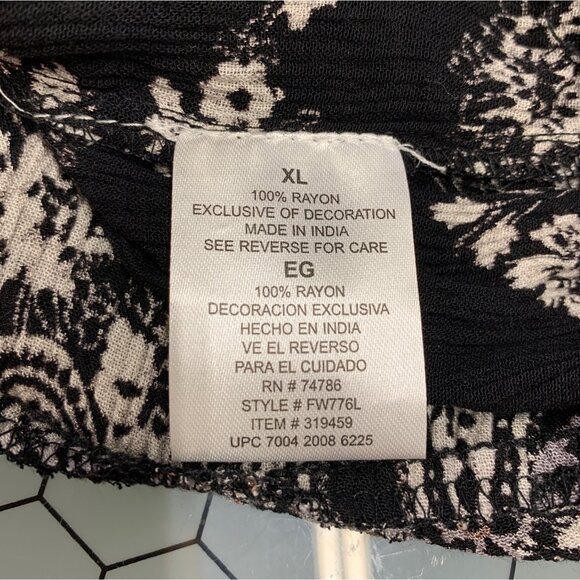 XL
100% RAYON
EXCLUSIVE OF DECORATION
MADE IN INDIA
SEE REVERSE FOR CARE
EG
100% RAYON
DECORACION EXCLUSIVA
HECHO EN INDIA
VE EL REVERSO
PARA EL CUIDADO
RN # 74786
STYLE # FW776L
ITEM # 319459
UPC 7004 2008 6225